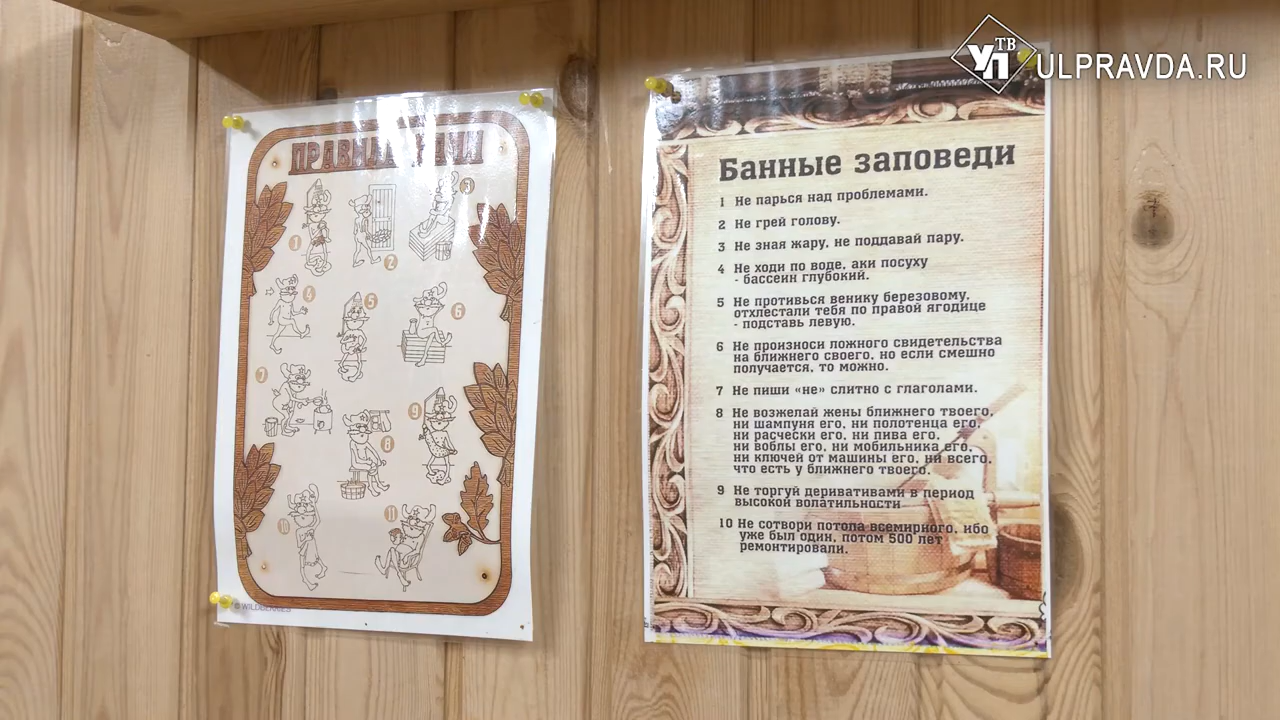 ТВ
УП
ULPRAVDA.RU
ПРАВИЛА БАНИ
1
2
3
4
5
6
7
8
9
10
11
© WILDBERRIES
Банные заповеди
1 Не парься над проблемами.
2 Не грей голову.
3 Не зная жару, не поддавай пару.
4 Не ходи по воде, аки посуху
- бассейн глубокий.
5 Не противься венику березовому,
отхлестали тебя по правой ягодице
- подставь левую.
6 Не произноси ложного свидетельства
на ближнего своего, но если смешно
получается, то можно.
7 Не пиши «не» слитно с глаголами.
8 Не возжелай жены ближнего твоего,
ни шампуня его, ни полотенца его,
ни расчески его, ни пива его,
ни воблы его, ни мобильника его,
ни ключей от машины его, ни всего,
что есть у ближнего твоего.
9 Не торгуй деривативами в период
высокой волатильности
10 Не сотвори потопа всемирного, ибо
уже был один, потом 500 лет
ремонтировали.